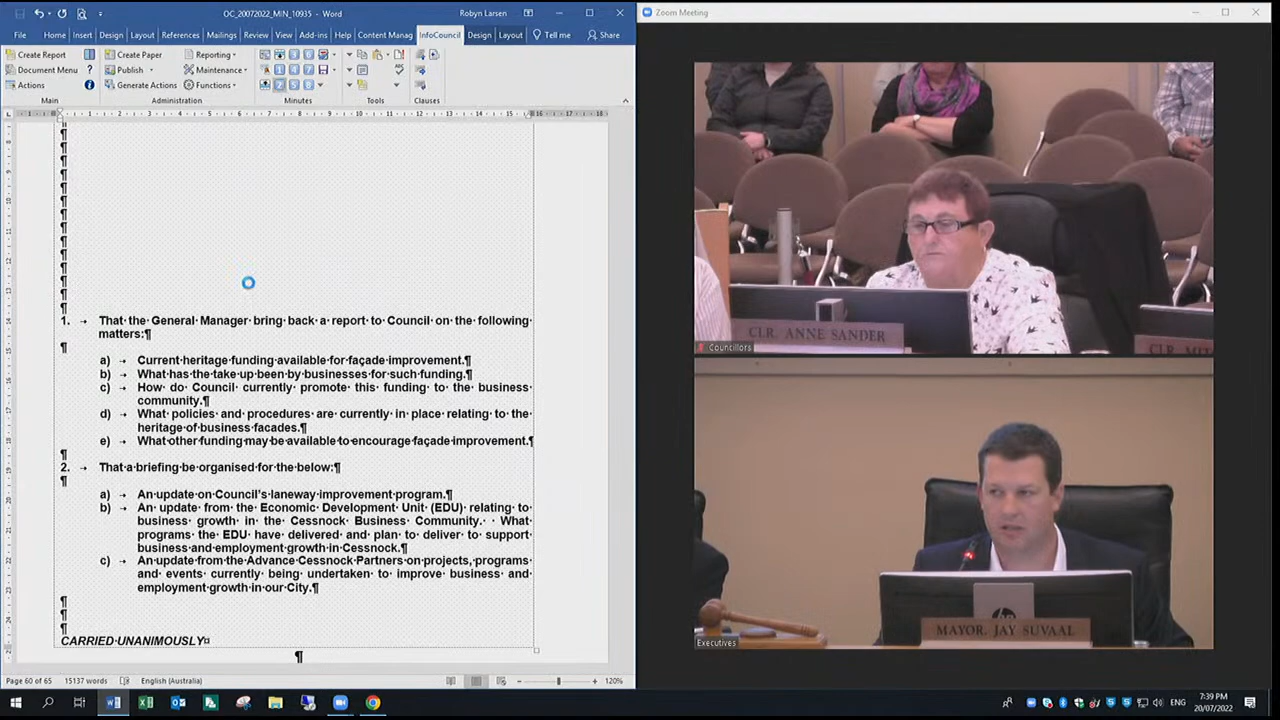 OC_20072022_MIN_10935 - Word
Robyn Larsen
File Home Insert Design Layout References Mailings Review View Add-ins Help Content Manag InfoCouncil Design Layout Tell me Share
Create Report Create Paper Reporting
Document Menu Publish Maintenance
Actions Generate Actions Functions
Main Administration Minutes Tools Clauses
1. That the General Manager bring back a report to Council on the following
matters:
a) Current heritage funding available for façade improvement.
b) What has the take up been by businesses for such funding.
c) How do Council currently promote this funding to the business
community.
d) What policies and procedures are currently in place relating to the
heritage of business facades.
e) What other funding may be available to encourage façade improvement.
2. That a briefing be organised for the below:
a) An update on Council's laneway improvement program.
b) An update from the Economic Development Unit (EDU) relating to
business growth in the Cessnock Business Community. What
programs the EDU have delivered and plan to deliver to support
business and employment growth in Cessnock.
c) An update from the Advance Cessnock Partners on projects, programs
and events currently being undertaken to improve business and
employment growth in our City.
CARRIED UNANIMOUSLY
Page 60 of 65 15137 words English (Australia) 120%
Zoom Meeting
CLR. ANNE SANDER
Councillors
MAYOR. JAY SUVAAL
hp
Executives
ENG
7:39 PM
20/07/2022